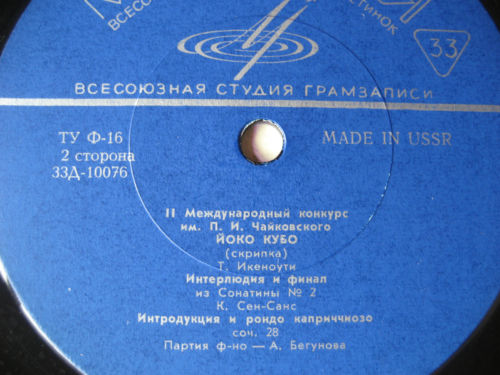 ВСЕСОЮЗНАЯ СТУДИЯ ГРАМЗАПИСИ
33
ТУ Ф-16
2 сторона
33Д-10076
MADE IN USSR
II Международный конкурс
им. П. И. Чайковского
ЙОКО КУБО
(скрипка)
Т. Икеноути
Интерлюдия и финал
из Сонатины № 2
К. Сен-Санс
Интродукция и рондо каприччиозо
соч. 28
Партия ф-но — А. Бегунова